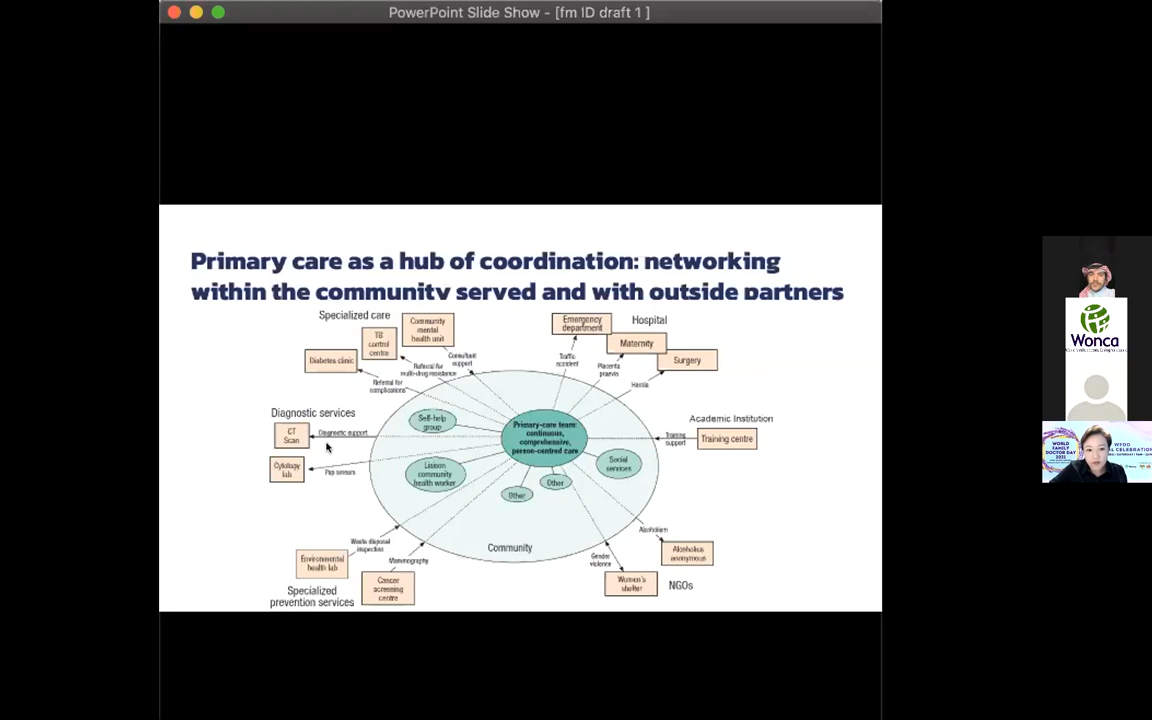 PowerPoint Slide Show - [fm ID draft 1 ]
Primary care as a hub of coordination: networking
within the community served and with outside partners
Specialized care
Community
mental
health unit
TB
control
centre
Diabetes clinic
Consultant
support
Referral for
multi-drug resistance
Referral for
complications
Emergency
department
Hospital
Maternity
Surgery
Traffic
accident
Placenta
praevia
Hernia
Diagnostic services
CT
Scan
Diagnostic support
Cytology
lab
Pap smears
Self-help
group
Primary-care team:
continuous,
comprehensive,
person-centred care
Liaison
community
health worker
Social
services
Other
Other
Community
Academic Institution
Training
support
Training centre
Waste disposal
inspection
Mammography
Environmental
health lab
Cancer
screening
centre
Specialized
prevention services
Gender
violence
Alcoholism
Alcoholics
anonymous
Women's
shelter
NGOs
Wonca
WORLD
FAMILY
DOCTOR DAY
WFDD
CELEBRATION